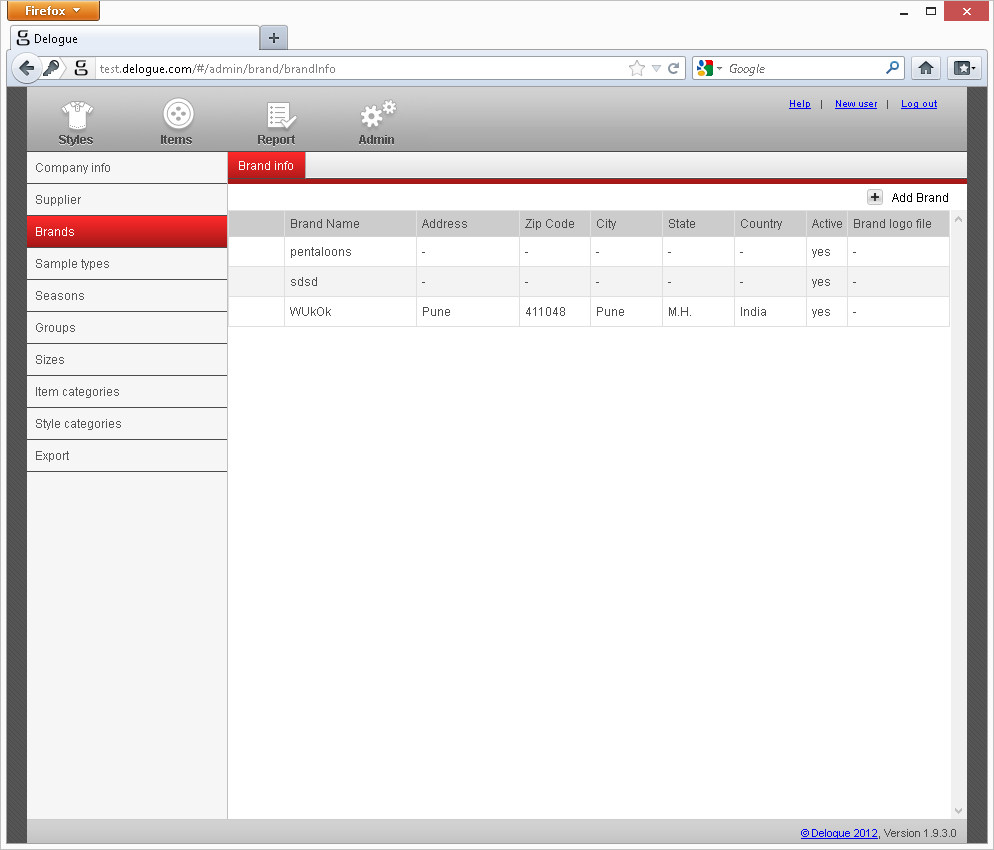 Firefox
Delogue
test.delogue.com/#/admin/brand/brandInfo
Google
Help | New user | Log out
Styles Items Report Admin
Company info
Supplier
Brands
Sample types
Seasons
Groups
Sizes
Item categories
Style categories
Export
Brand info
Add Brand
Brand Name Address Zip Code City State Country Active Brand logo file
pentaloons - - - - - yes -
sdsd - - - - - yes -
WUkOk Pune 411048 Pune M.H. India yes -
© Delogue 2012, Version 1.9.3.0